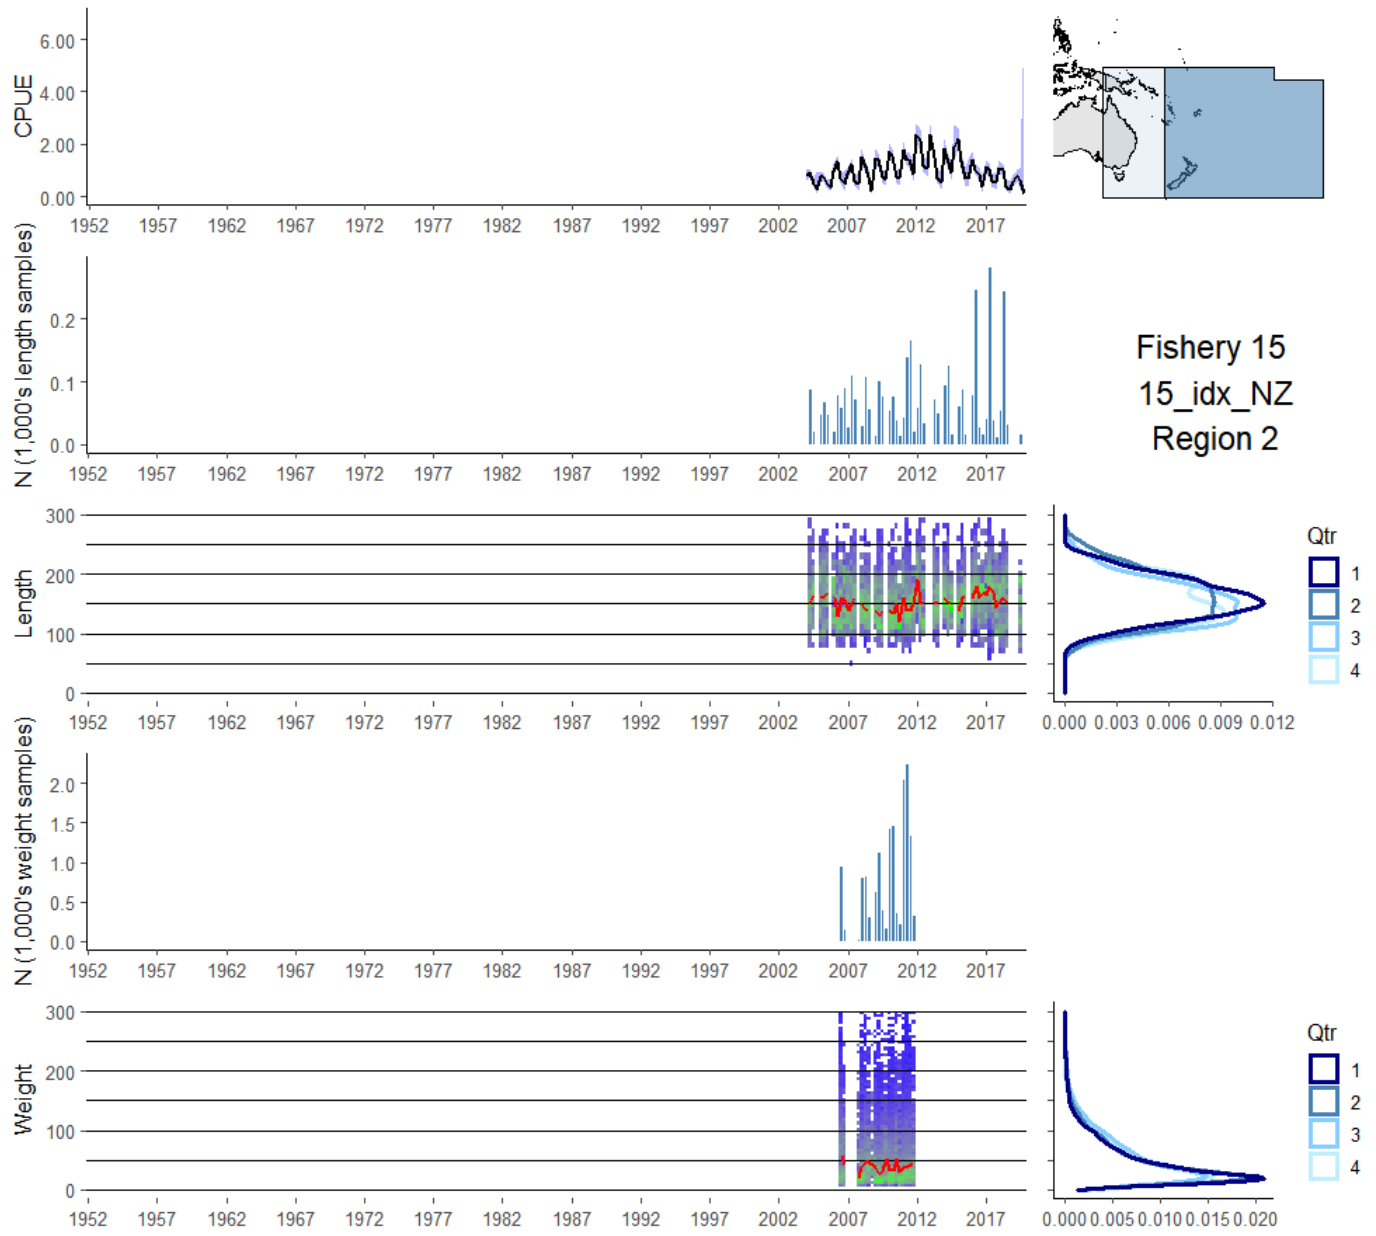 CPUE
6.00
4.00
2.00
0.00
1952 1957 1962 1967 1972 1977 1982 1987 1992 1997 2002 2007 2012 2017
N (1,000's length samples)
0.2
0.1
0.0
1952 1957 1962 1967 1972 1977 1982 1987 1992 1997 2002 2007 2012 2017
Fishery 15
15_idx_NZ
Region 2
Length
300
200
100
0
1952 1957 1962 1967 1972 1977 1982 1987 1992 1997 2002 2007 2012 2017
0.000 0.003 0.006 0.009 0.012
Qtr
1
2
3
4
N (1,000's weight samples)
2.0
1.5
1.0
0.5
0.0
1952 1957 1962 1967 1972 1977 1982 1987 1992 1997 2002 2007 2012 2017
Weight
300
200
100
0
1952 1957 1962 1967 1972 1977 1982 1987 1992 1997 2002 2007 2012 2017
0.000 0.005 0.010 0.015 0.020
Qtr
1
2
3
4